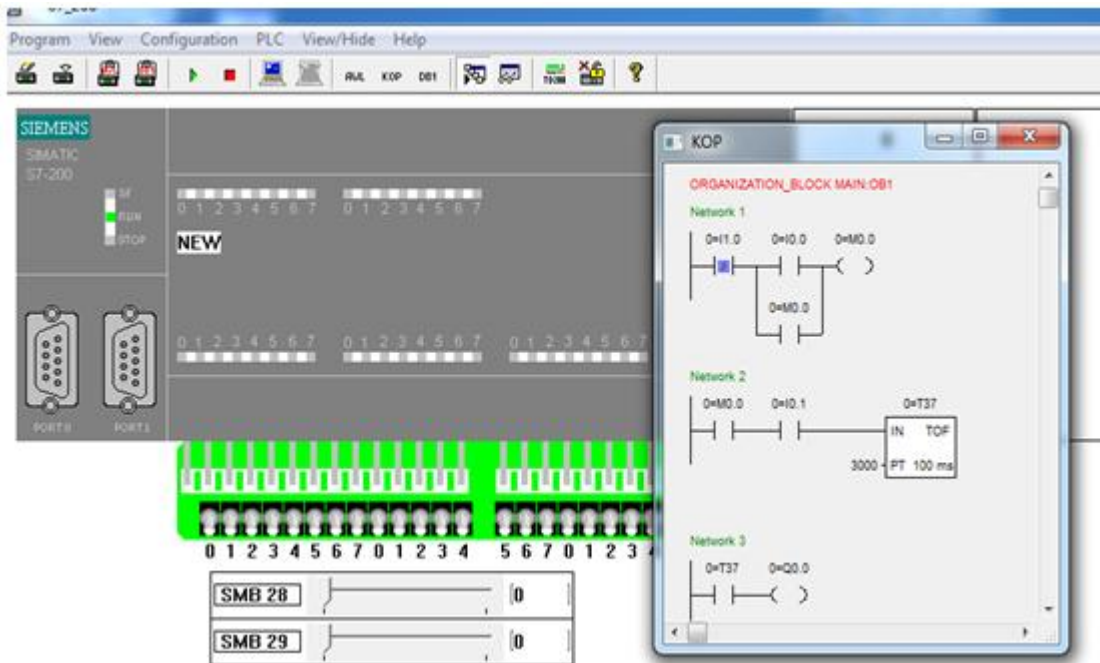 S7_200
Program View Configuration PLC View/Hide Help
AWL KOP DB1
SIEMENS
SIMATIC
S7-200
SF
RUN
STOP
0 1 2 3 4 5 6 7 0 1 2 3 4 5 6 7
NEW
0 1 2 3 4 5 6 7 0 1 2 3 4 5 6 7 0 1 2 3 4 5 6 7
PORT0 PORT1
0 1 2 3 4 5 6 7 0 1 2 3 4 5 6 7 0 1 2 3
SMB 28 0
SMB 29 0
KOP
ORGANIZATION_BLOCK MAIN:OB1
Network 1
0=I1.0 0=I0.0 0=M0.0
0=M0.0
Network 2
0=M0.0 0=I0.1 0=T37
IN TOF
3000 PT 100 ms
Network 3
0=T37 0=Q0.0